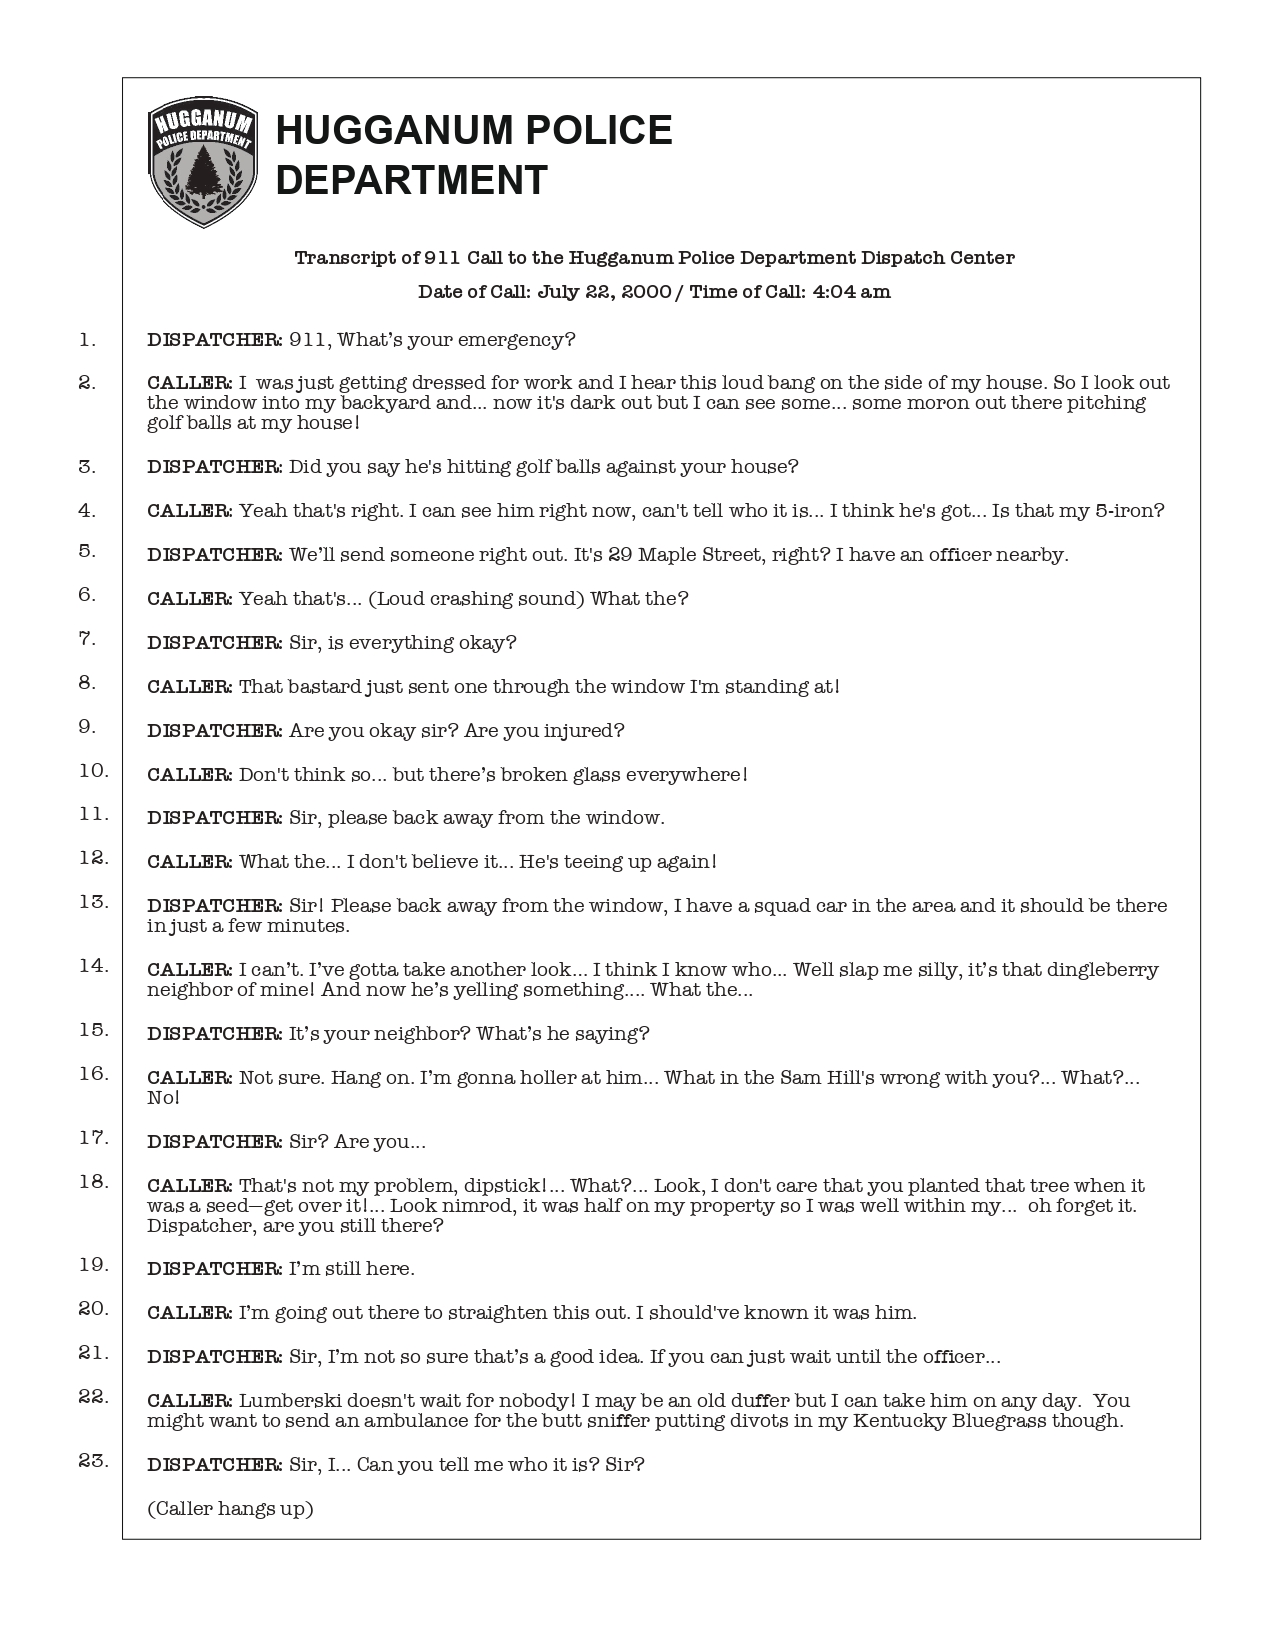 HUGGANUM
POLICE DEPARTMENT
HUGGANUM POLICE
DEPARTMENT
Transcript of 911 Call to the Hugganum Police Department Dispatch Center
Date of Call: July 22, 2000 / Time of Call: 4:04 am
1. DISPATCHER: 911, What’s your emergency?
2. CALLER: I  was just getting dressed for work and I hear this loud bang on the side of my house. So I look out
the window into my backyard and... now it's dark out but I can see some... some moron out there pitching
golf balls at my house!
3. DISPATCHER: Did you say he's hitting golf balls against your house?
4. CALLER: Yeah that's right. I can see him right now, can't tell who it is... I think he's got... Is that my 5-iron?
5. DISPATCHER: We’ll send someone right out. It's 29 Maple Street, right? I have an officer nearby.
6. CALLER: Yeah that's... (Loud crashing sound) What the?
7. DISPATCHER: Sir, is everything okay?
8. CALLER: That bastard just sent one through the window I'm standing at!
9. DISPATCHER: Are you okay sir? Are you injured?
10. CALLER: Don't think so... but there’s broken glass everywhere!
11. DISPATCHER: Sir, please back away from the window.
12. CALLER: What the... I don't believe it... He's teeing up again!
13. DISPATCHER: Sir! Please back away from the window, I have a squad car in the area and it should be there
in just a few minutes.
14. CALLER: I can’t. I’ve gotta take another look... I think I know who... Well slap me silly, it’s that dingleberry
neighbor of mine! And now he’s yelling something.... What the...
15. DISPATCHER: It’s your neighbor? What’s he saying?
16. CALLER: Not sure. Hang on. I’m gonna holler at him... What in the Sam Hill's wrong with you?... What?...
No!
17. DISPATCHER: Sir? Are you...
18. CALLER: That's not my problem, dipstick!... What?... Look, I don't care that you planted that tree when it
was a seed—get over it!... Look nimrod, it was half on my property so I was well within my...  oh forget it.
Dispatcher, are you still there?
19. DISPATCHER: I’m still here.
20. CALLER: I’m going out there to straighten this out. I should've known it was him.
21. DISPATCHER: Sir, I’m not so sure that’s a good idea. If you can just wait until the officer...
22. CALLER: Lumberski doesn't wait for nobody! I may be an old duffer but I can take him on any day.  You
might want to send an ambulance for the butt sniffer putting divots in my Kentucky Bluegrass though.
23. DISPATCHER: Sir, I... Can you tell me who it is? Sir?
(Caller hangs up)